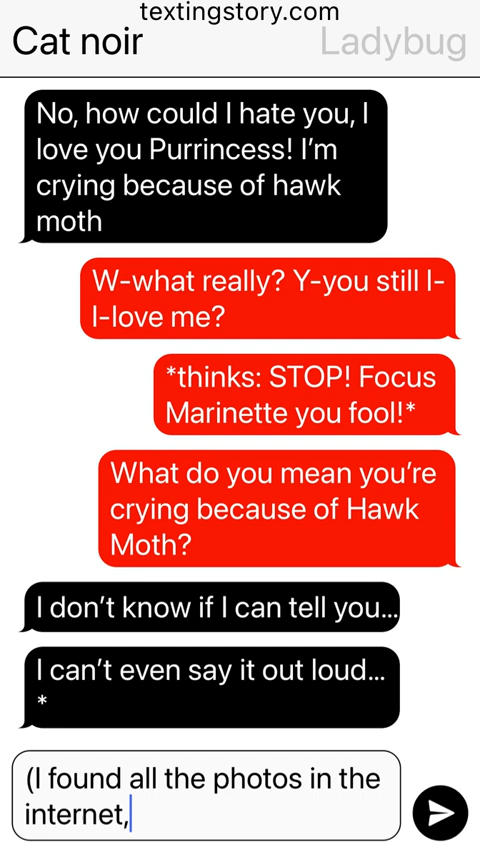 textingstory.com
Cat noir
Ladybug
No, how could I hate you, I
love you Purrincess! I'm
crying because of hawk
moth
W-what really? Y-you still l-
l-love me?
*thinks: STOP! Focus
Marinette you fool!*
What do you mean you're
crying because of Hawk
Moth?
I don't know if I can tell you...
I can't even say it out loud...
*
(I found all the photos in the
internet,